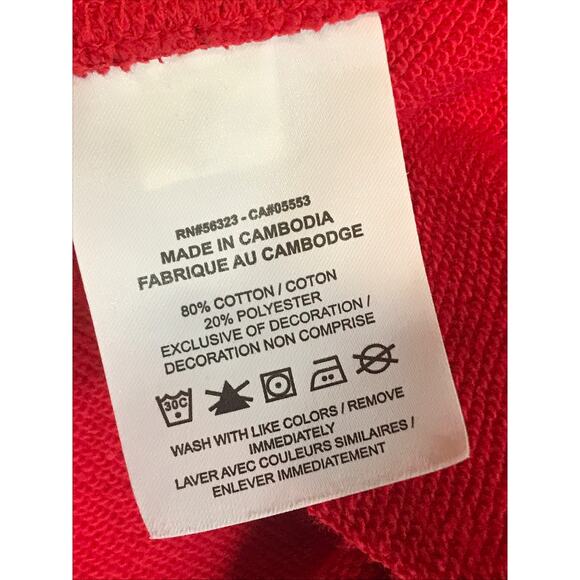 RN#56323 - CA#05553
MADE IN CAMBODIA
FABRIQUE AU CAMBODGE
80% COTTON / COTON
20% POLYESTER
EXCLUSIVE OF DECORATION /
DECORATION NON COMPRISE
30C
WASH WITH LIKE COLORS / REMOVE
IMMEDIATELY
LAVER AVEC COULEURS SIMILAIRES /
ENLEVER IMMEDIATEMENT